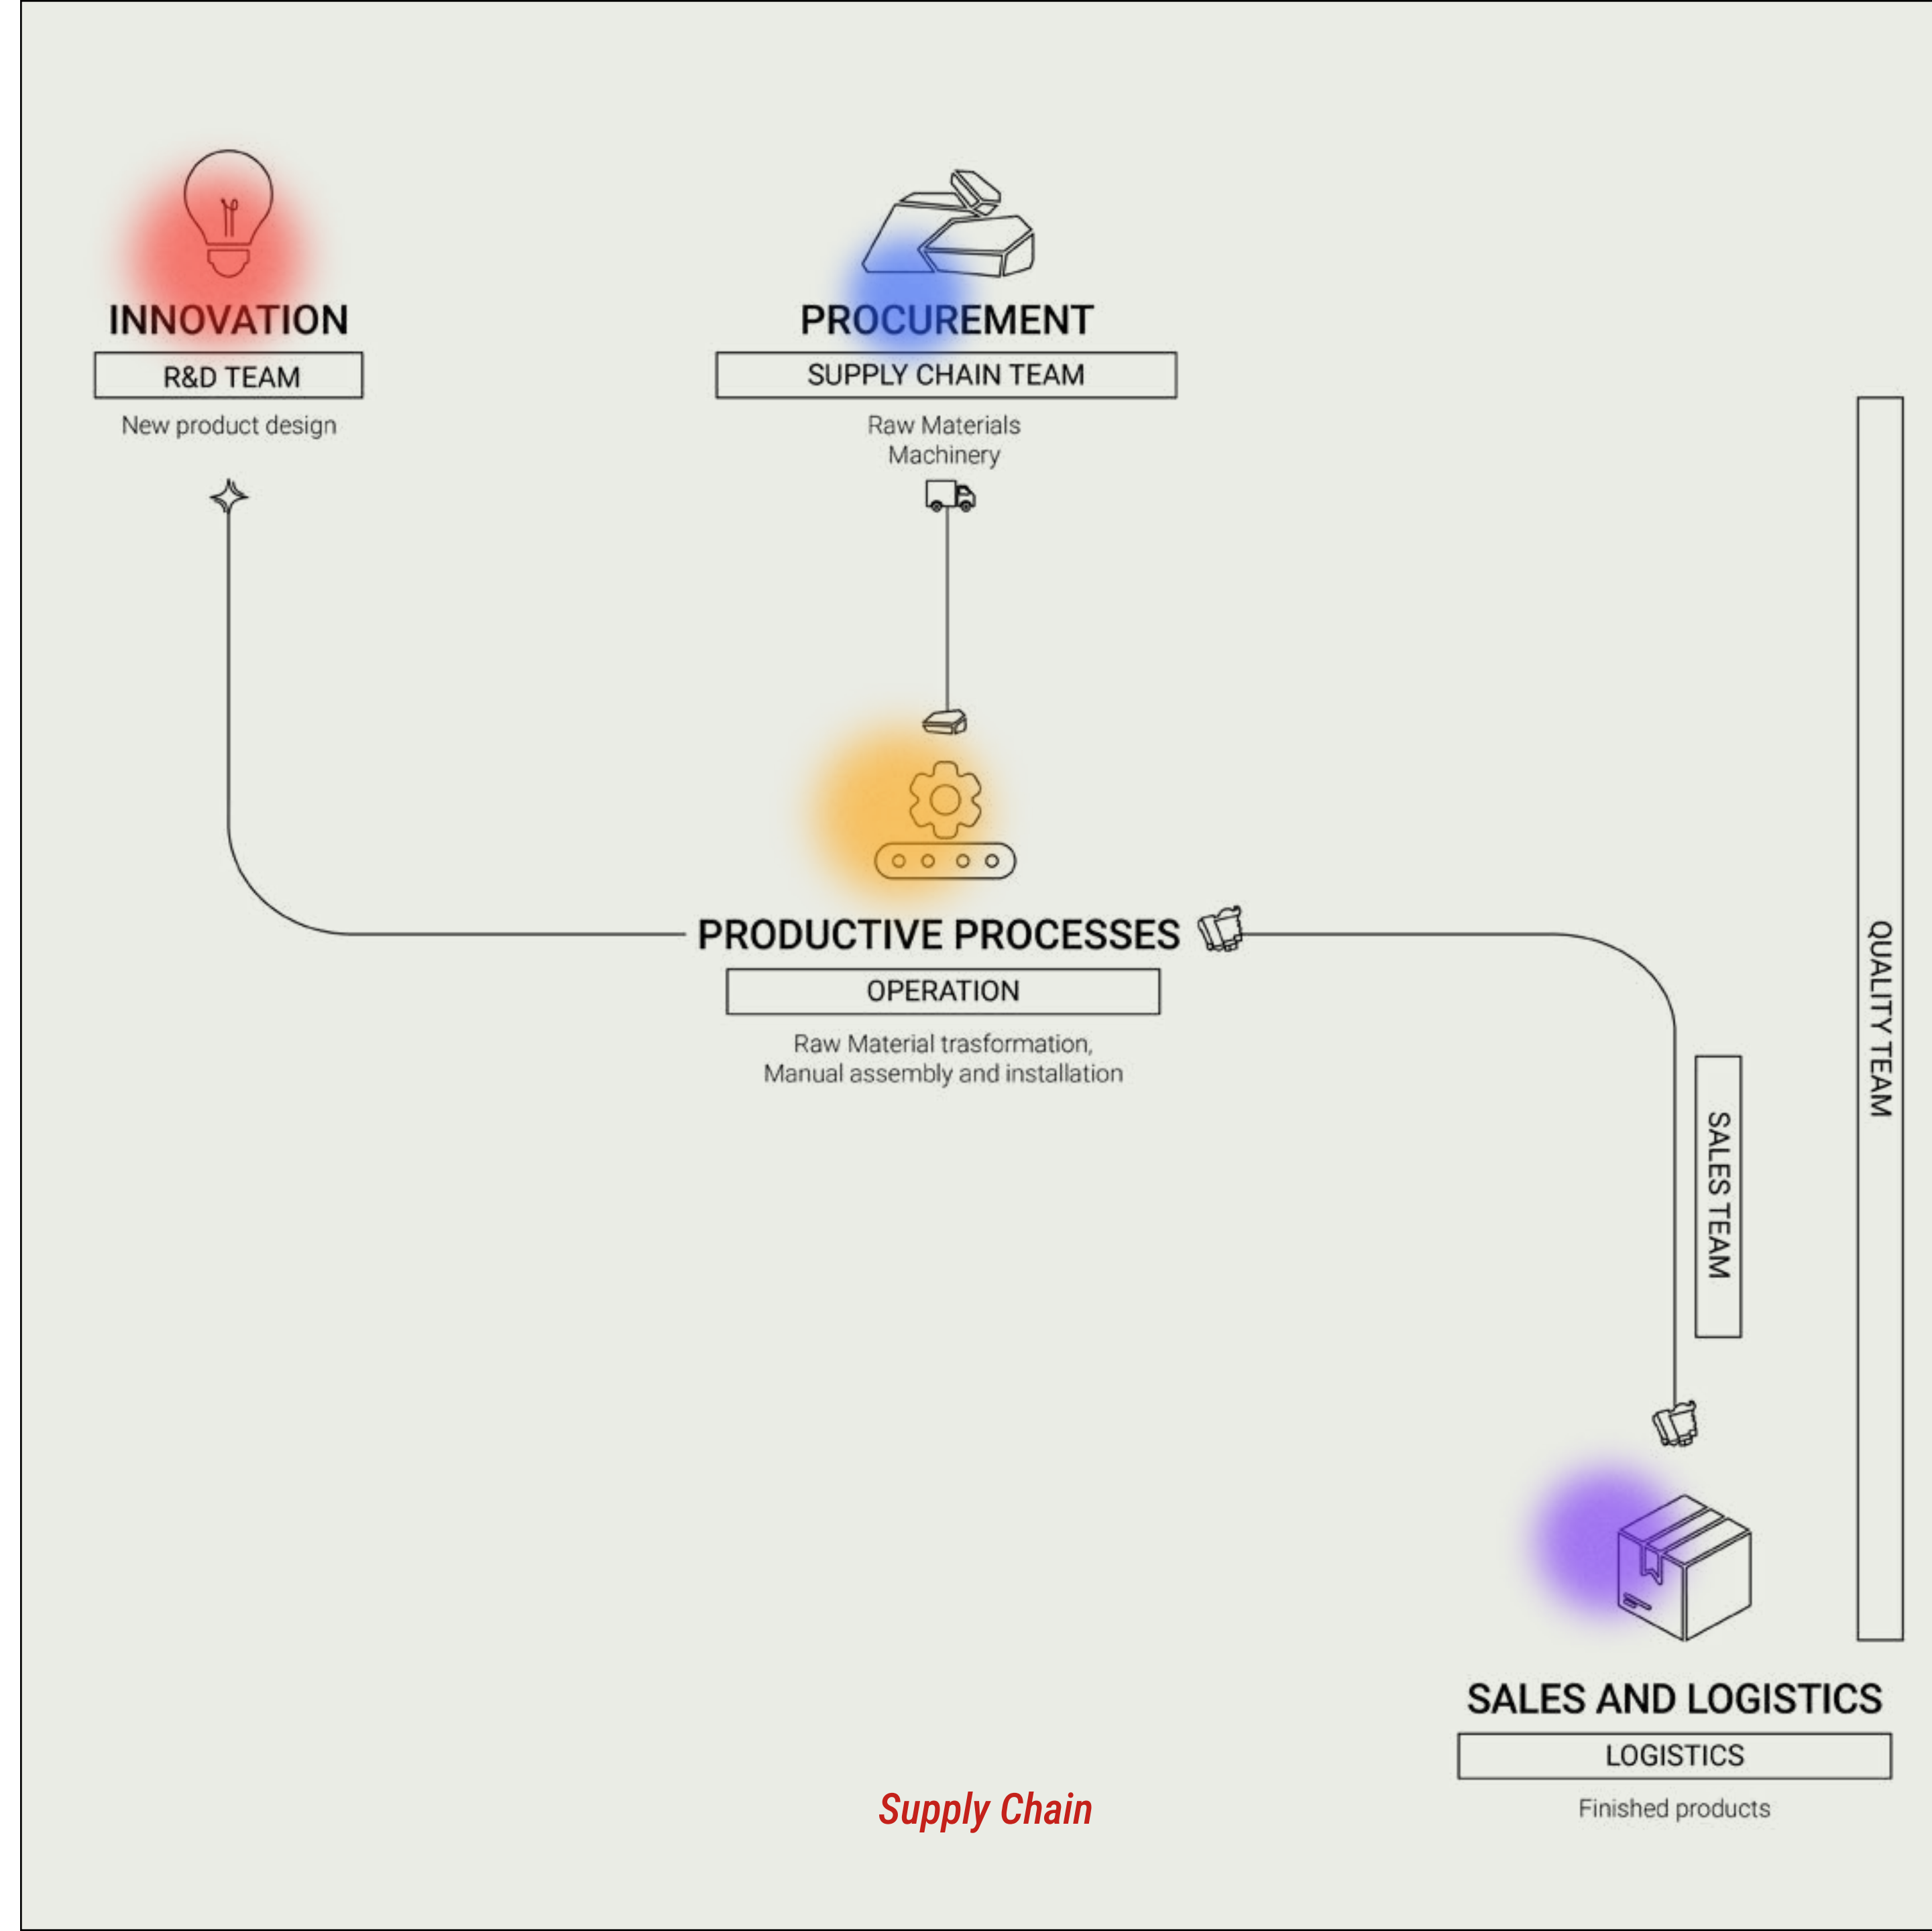 INNOVATION
R&D TEAM
New product design
PROCUREMENT
SUPPLY CHAIN TEAM
Raw Materials
Machinery
PRODUCTIVE PROCESSES
OPERATION
Raw Material trasformation,
Manual assembly and installation
SALES TEAM
QUALITY TEAM
SALES AND LOGISTICS
LOGISTICS
Finished products
Supply Chain